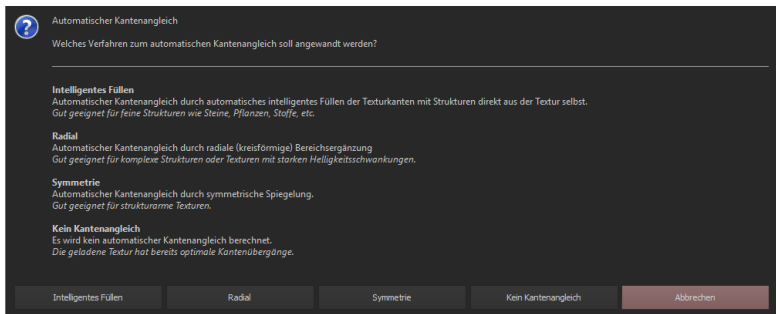 Automatischer Kantenangleich
Welches Verfahren zum automatischen Kantenangleich soll angewandt werden?
Intelligentes Füllen
Automatischer Kantenangleich durch automatisches intelligentes Füllen der Texturkanten mit Strukturen direkt aus der Textur selbst.
Gut geeignet für feine Strukturen wie Steine, Pflanzen, Stoffe, etc.
Radial
Automatischer Kantenangleich durch radiale (kreisförmige) Bereichsergänzung
Gut geeignet für komplexe Strukturen oder Texturen mit starken Helligkeitsschwankungen.
Symmetrie
Automatischer Kantenangleich durch symmetrische Spiegelung.
Gut geeignet für strukturarme Texturen.
Kein Kantenangleich
Es wird kein automatischer Kantenangleich berechnet.
Die geladene Textur hat bereits optimale Kantenübergänge.
Intelligentes Füllen Radial Symmetrie Kein Kantenangleich Abbrechen